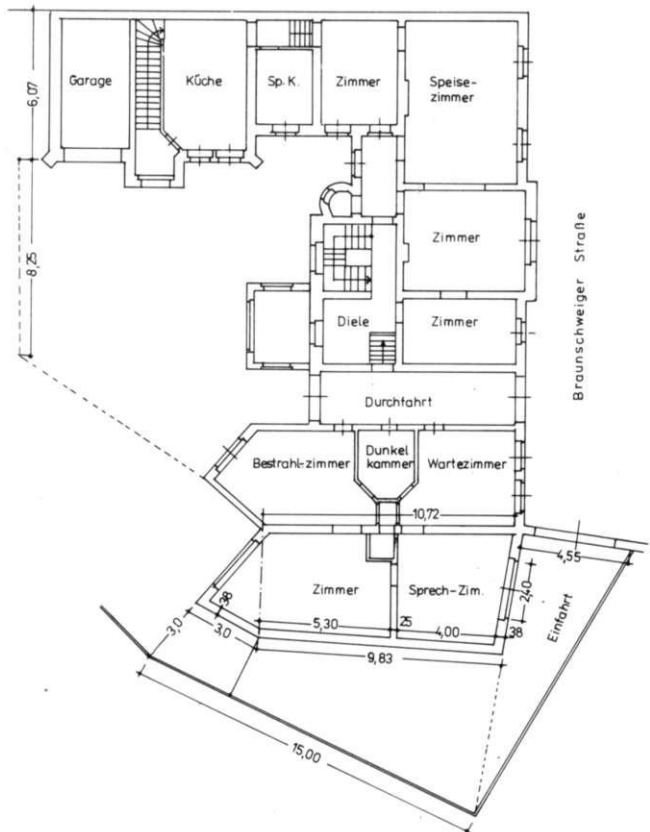 Garage
Küche
Sp. K.
Zimmer
Speise-
zimmer
6,07
8,25
Zimmer
Braunschweiger Straße
Diele
Zimmer
Durchfahrt
Bestrahl-zimmer
Dunkel
kammer
Wartezimmer
10,72
4,55
Zimmer
Sprech-Zim.
2,40
Einfahrt
38
3,0
3,0
5,30
25
4,00
38
9,83
15,00